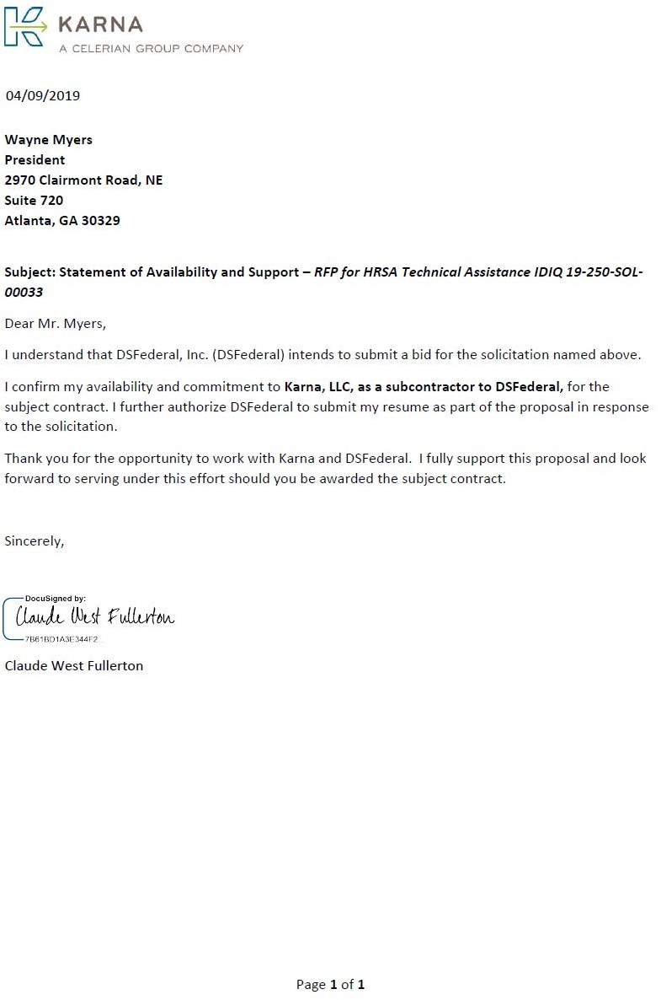 KARNA
A CELERIAN GROUP COMPANY
04/09/2019
Wayne Myers
President
2970 Clairmont Road, NE
Suite 720
Atlanta, GA 30329
Subject: Statement of Availability and Support – RFP for HRSA Technical Assistance IDIQ 19-250-SOL-
00033
Dear Mr. Myers,
I understand that DSFederal, Inc. (DSFederal) intends to submit a bid for the solicitation named above.
I confirm my availability and commitment to Karna, LLC, as a subcontractor to DSFederal, for the
subject contract. I further authorize DSFederal to submit my resume as part of the proposal in response
to the solicitation.
Thank you for the opportunity to work with Karna and DSFederal.  I fully support this proposal and look
forward to serving under this effort should you be awarded the subject contract.
Sincerely,
DocuSigned by:
Claude West Fullerton
7B61BD1A3E344F2...
Claude West Fullerton
Page 1 of 1